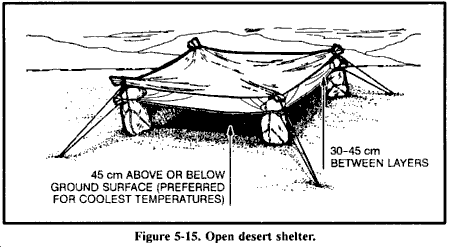 45 cm ABOVE OR BELOW
GROUND SURFACE (PREFERRED
FOR COOLEST TEMPERATURES)
30-45 cm
BETWEEN LAYERS
Figure 5-15. Open desert shelter.